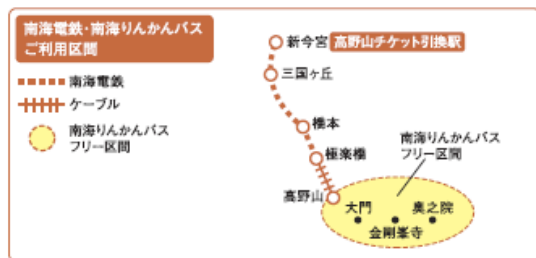 南海電鉄・南海りんかんバス
ご利用区間
南海電鉄
ケーブル
南海りんかんバス
フリー区間
新今宮 高野山チケット引換駅
三国ヶ丘
橋本
極楽橋
高野山
南海りんかんバス
フリー区間
大門 奥之院
金剛峯寺